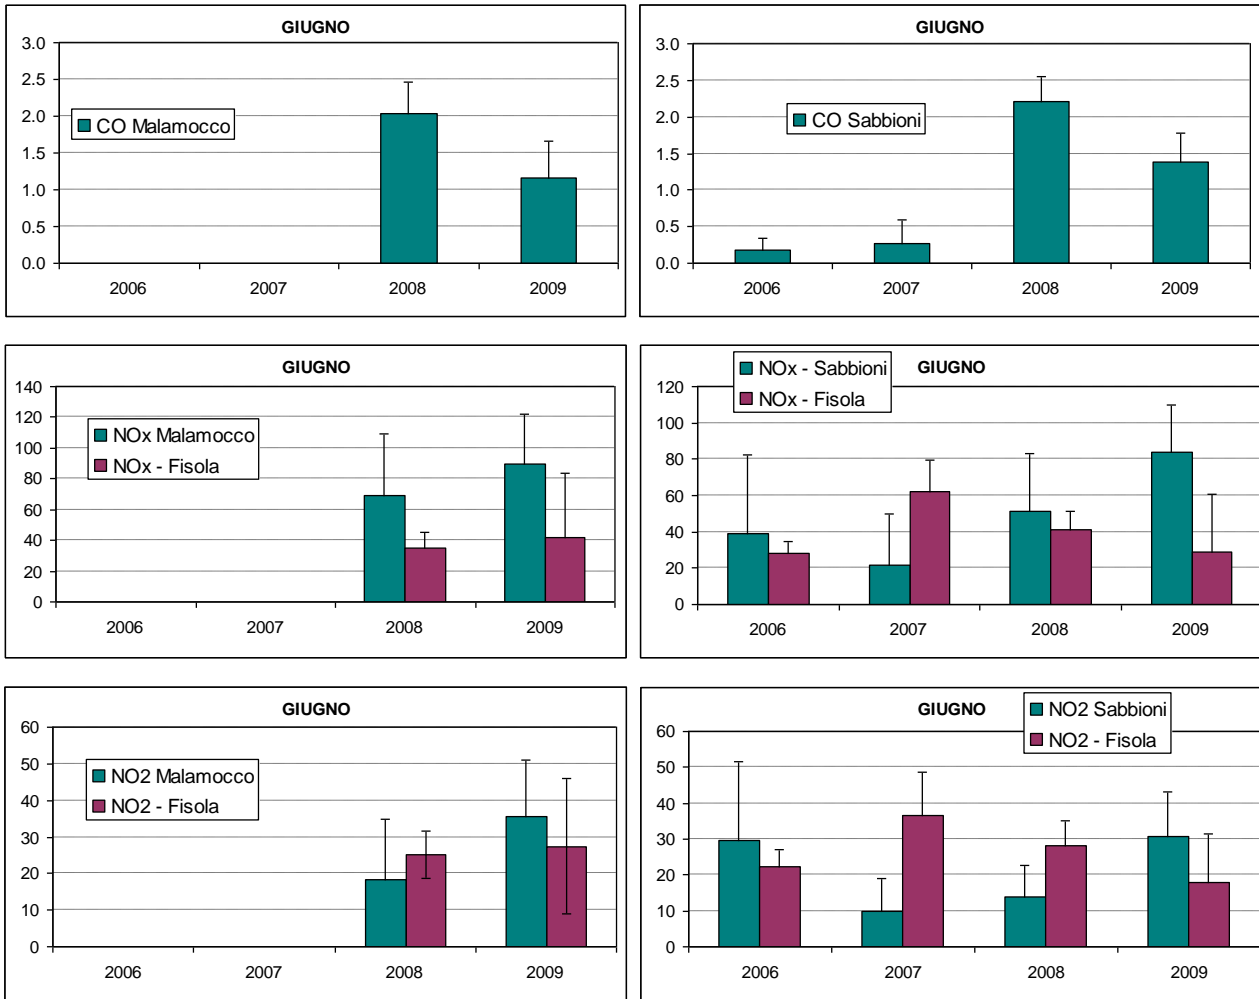 GIUGNO
3.0
2.5
2.0
1.5
1.0
0.5
0.0
CO Malamocco
2006 2007 2008 2009
GIUGNO
3.0
2.5
2.0
1.5
1.0
0.5
0.0
CO Sabbioni
2006 2007 2008 2009
GIUGNO
140
120
100
80
60
40
20
0
NOx Malamocco
NOx - Fisola
2006 2007 2008 2009
GIUGNO
NOx - Sabbioni
NOx - Fisola
120
100
80
60
40
20
0
2006 2007 2008 2009
GIUGNO
60
50
40
30
20
10
0
NO2 Malamocco
NO2 - Fisola
2006 2007 2008 2009
GIUGNO
NO2 Sabbioni
NO2 - Fisola
60
50
40
30
20
10
0
2006 2007 2008 2009